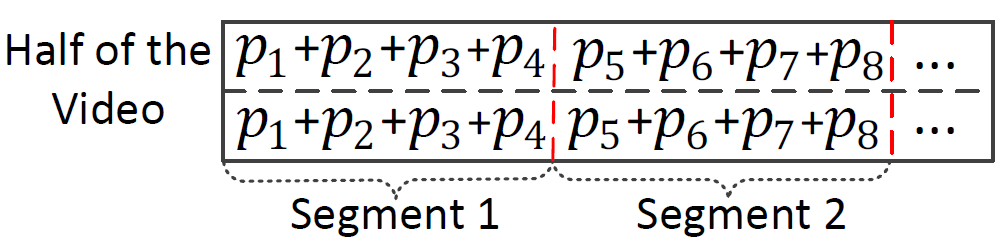 Half of the
Video
p₁+p₂+p₃+p₄ p₅+p₆+p₇+p₈ ...
p₁+p₂+p₃+p₄ p₅+p₆+p₇+p₈ ...
Segment 1 Segment 2